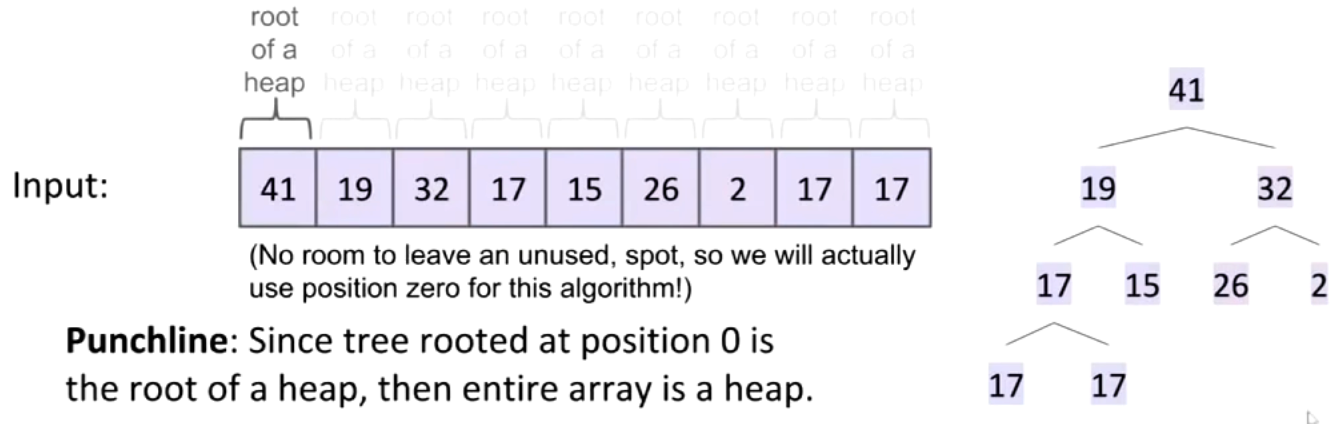 root root root root root root root root root
of a of a of a of a of a of a of a of a of a
heap heap heap heap heap heap heap heap heap
Input:
41 19 32 17 15 26 2 17 17
(No room to leave an unused, spot, so we will actually
use position zero for this algorithm!)
Punchline: Since tree rooted at position 0 is
the root of a heap, then entire array is a heap.
41
19 32
17 15 26 2
17 17